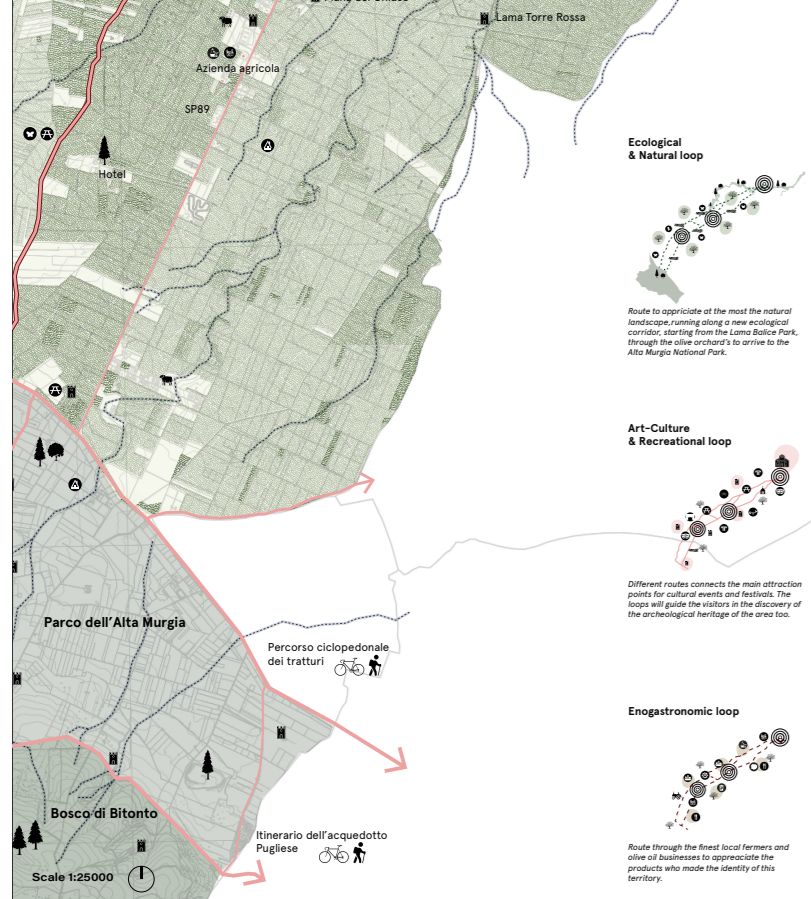 Lama Torre Rossa
Azienda agricola
SP89
Hotel
Parco dell'Alta Murgia
Percorso ciclopedonale
dei tratturi
Bosco di Bitonto
Itinerario dell'acquedotto
Pugliese
Scale 1:25000
Ecological
& Natural loop
Route to appriciate at the most the natural
landscape,running along a new ecological
corridor, starting from the Lama Balice Park,
through the olive orchard's to arrive to the
Alta Murgia National Park.
Art-Culture
& Recreational loop
Different routes connects the main attraction
points for cultural events and festivals. The
loops will guide the visitors in the discovery of
the archeological heritage of the area too.
Enogastronomic loop
Route through the finest local fermers and
olive oil businesses to appreaciate the
products who made the identity of this
territory.